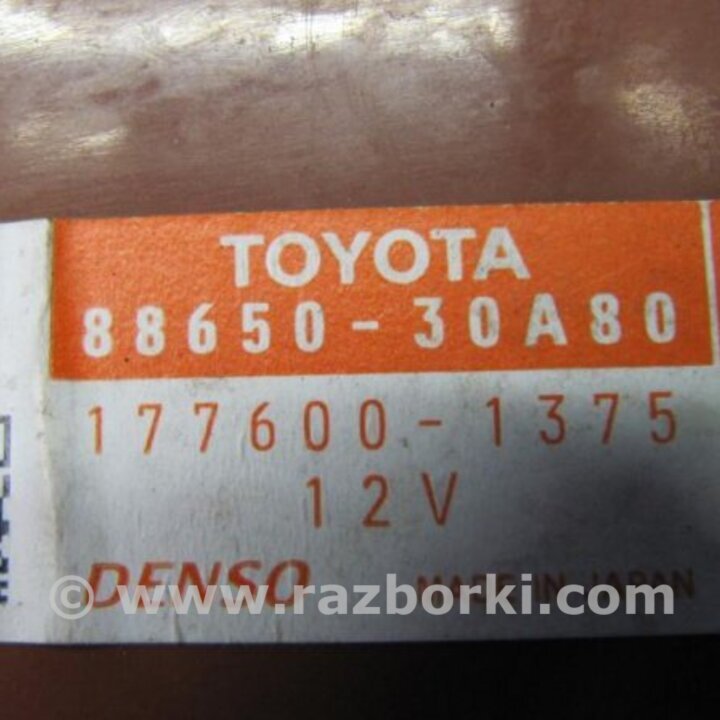 TOYOTA
88650-30A80
177600-1375
12V
DENSO MADE IN JAPAN
© www.razborki.com